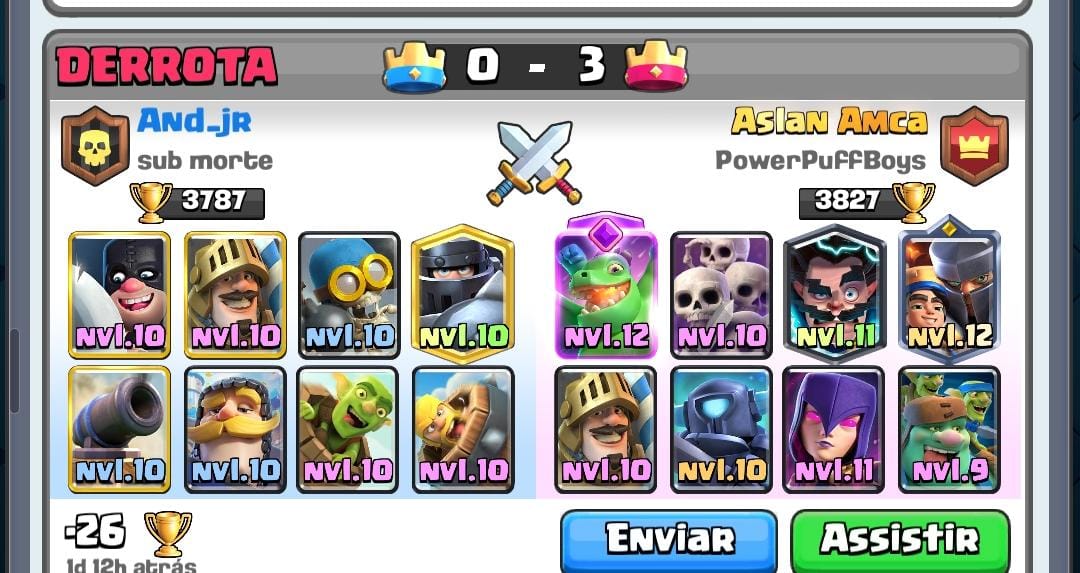 DERROTA
0 - 3
And_jr
Aslan Amca
sub morte
PowerPuffBoys
3787
3827
nvl.10 nvl.10 nvl.10 nvl.10 nvl.12 nvl.10 nvl.11 nvl.12
nvl.10 nvl.10 nvl.10 nvl.10 nvl.10 nvl.10 nvl.11 nvl.9
-26
Enviar
Assistir
1d 12h atrás